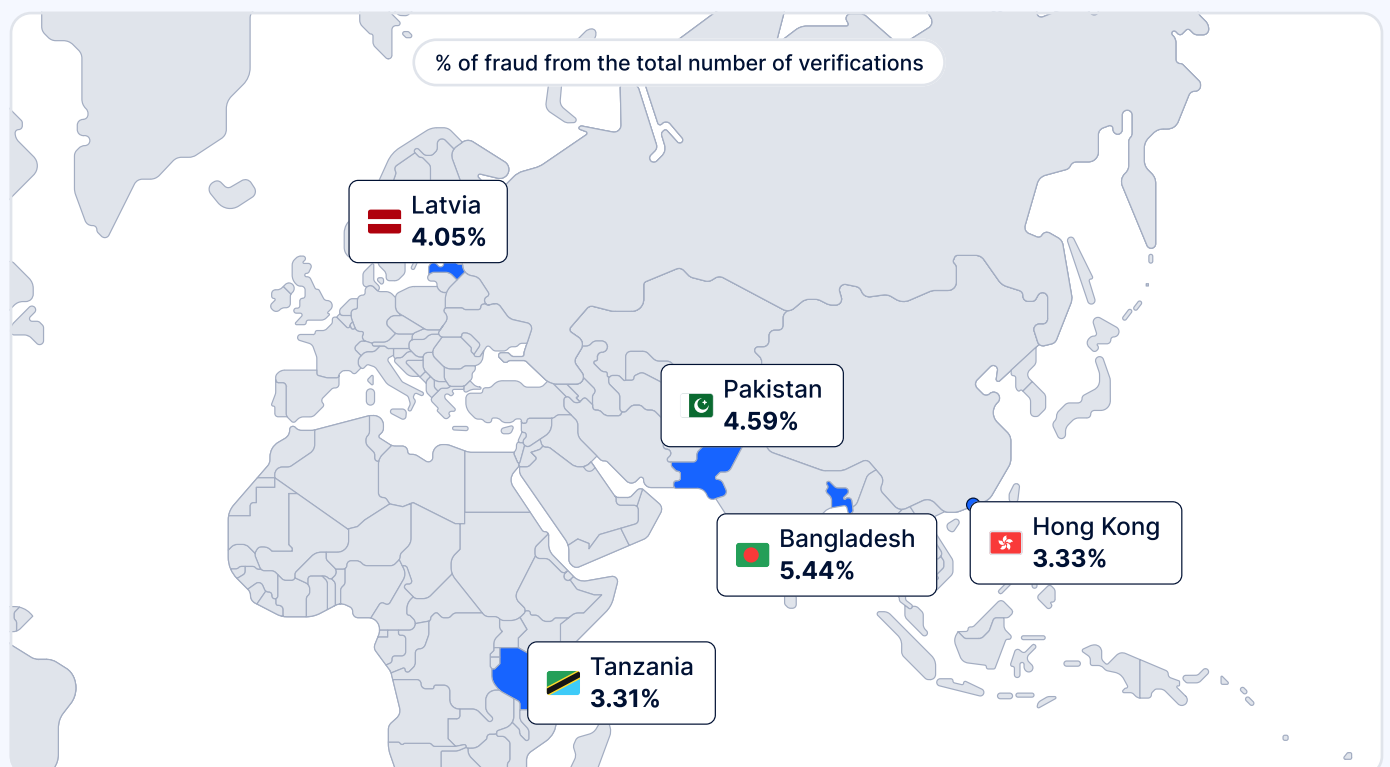 % of fraud from the total number of verifications
Latvia
4.05%
Pakistan
4.59%
Bangladesh
5.44%
Hong Kong
3.33%
Tanzania
3.31%